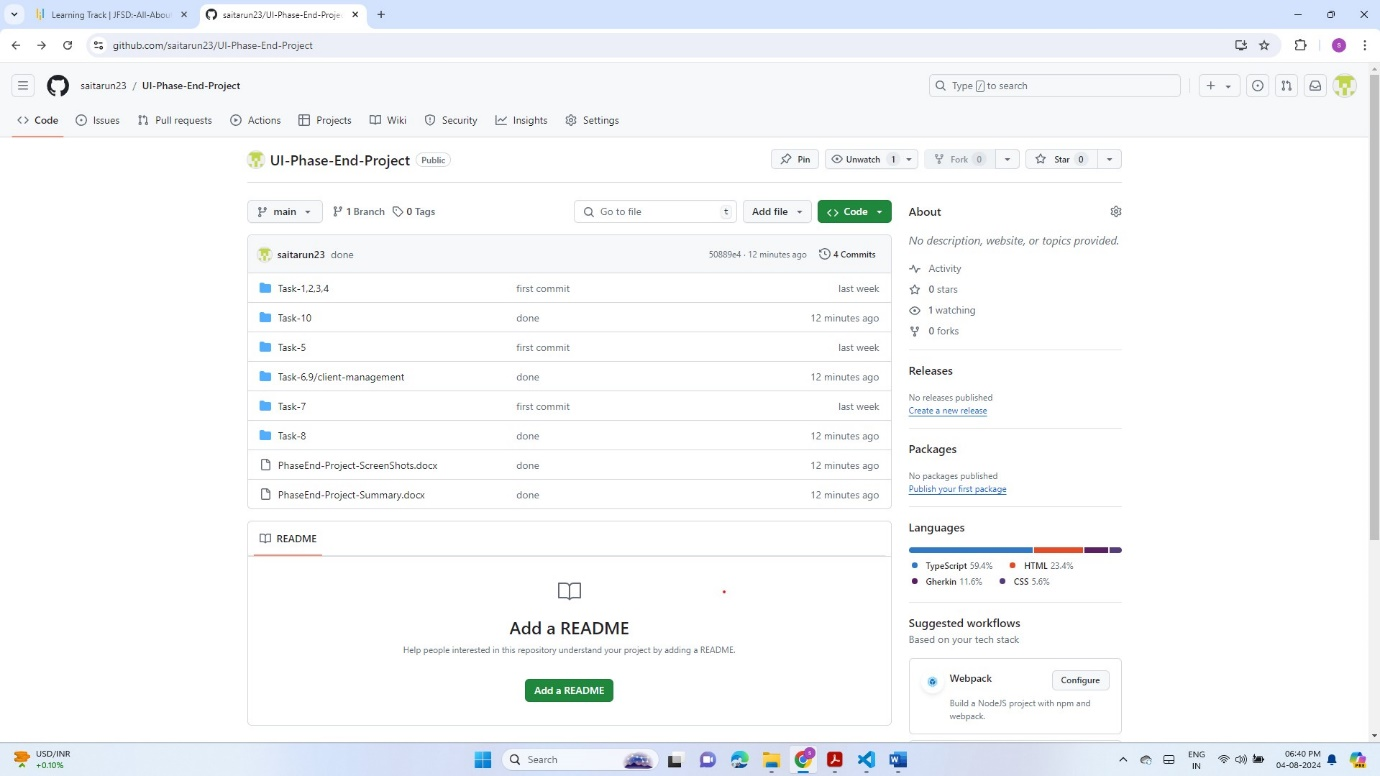 Learning Track | JFSD:-All-Abou
saitarun23/UI-Phase-End-Proje
github.com/saitarun23/UI-Phase-End-Project
S
saitarun23 / UI-Phase-End-Project
Type / to search
Code Issues Pull requests Actions Projects Wiki Security Insights Settings
UI-Phase-End-Project Public
Pin Unwatch 1 Fork 0 Star 0
main 1 Branch 0 Tags Go to file t Add file Code
saitarun23 done 50889e4 · 12 minutes ago 4 Commits
Task-1,2,3,4 first commit last week
Task-10 done 12 minutes ago
Task-5 first commit last week
Task-6.9/client-management done 12 minutes ago
Task-7 first commit last week
Task-8 done 12 minutes ago
PhaseEnd-Project-ScreenShots.docx done 12 minutes ago
PhaseEnd-Project-Summary.docx done 12 minutes ago
README
Add a README
Help people interested in this repository understand your project by adding a README.
Add a README
About
No description, website, or topics provided.
Activity
0 stars
1 watching
0 forks
Releases
No releases published
Create a new release
Packages
No packages published
Publish your first package
Languages
TypeScript 59.4% HTML 23.4%
Gherkin 11.6% CSS 5.6%
Suggested workflows
Based on your tech stack
Webpack Configure
Build a NodeJS project with npm and
webpack.
USD/INR
+0.10%
Search
ENG
IN
06:40 PM
04-08-2024